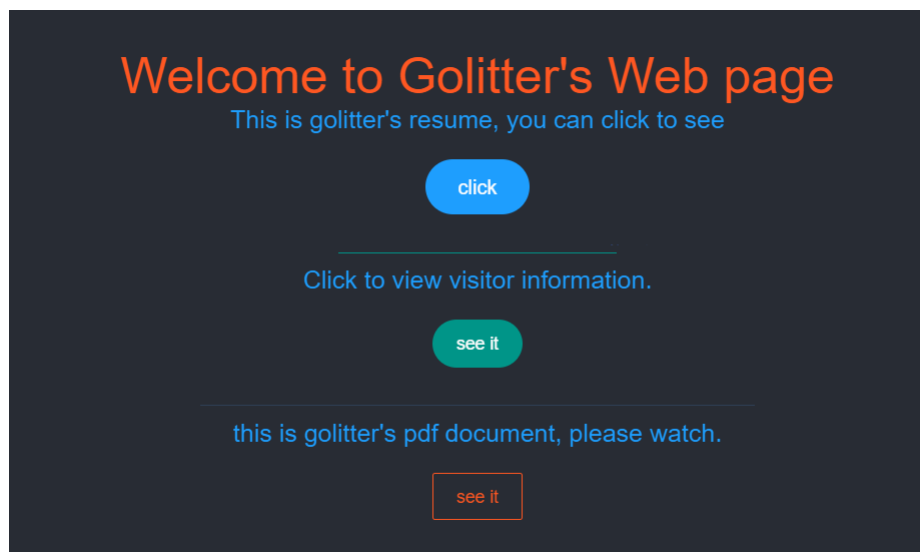 Welcome to Golitter's Web page
This is golitter's resume, you can click to see
click
Click to view visitor information.
see it
this is golitter's pdf document, please watch.
see it